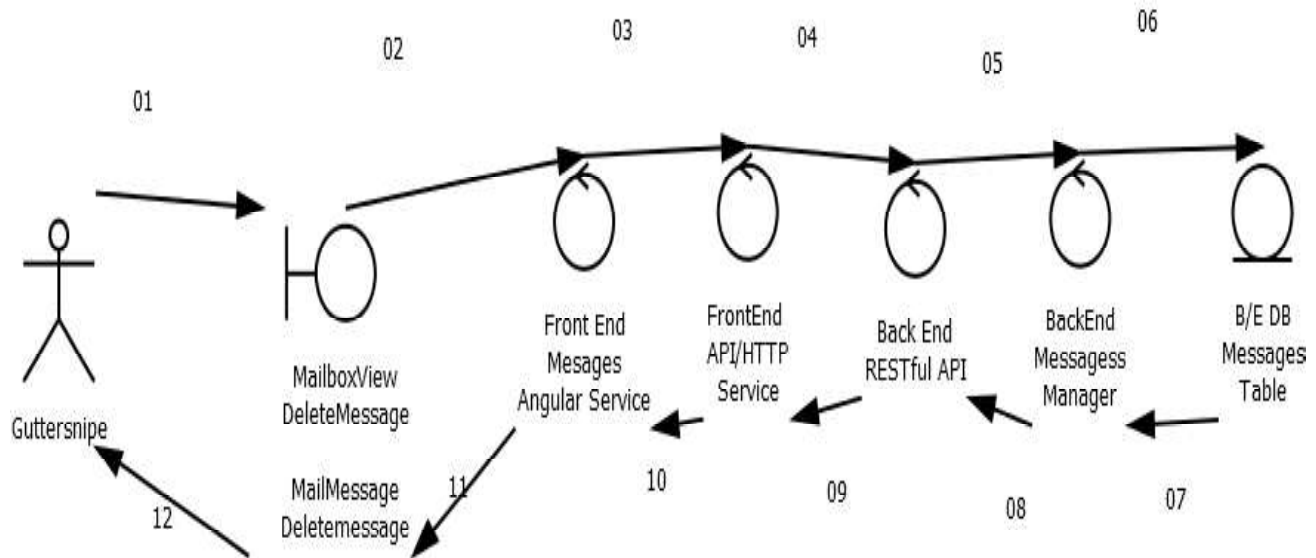 01
02
03
04
05
06
Guttersnipe
MailboxView
DeleteMessage
MailMessage
Deletemessage
Front End
Mesages
Angular Service
FrontEnd
API/HTTP
Service
Back End
RESTful API
BackEnd
Messagess
Manager
B/E DB
Messages
Table
12
11
10
09
08
07